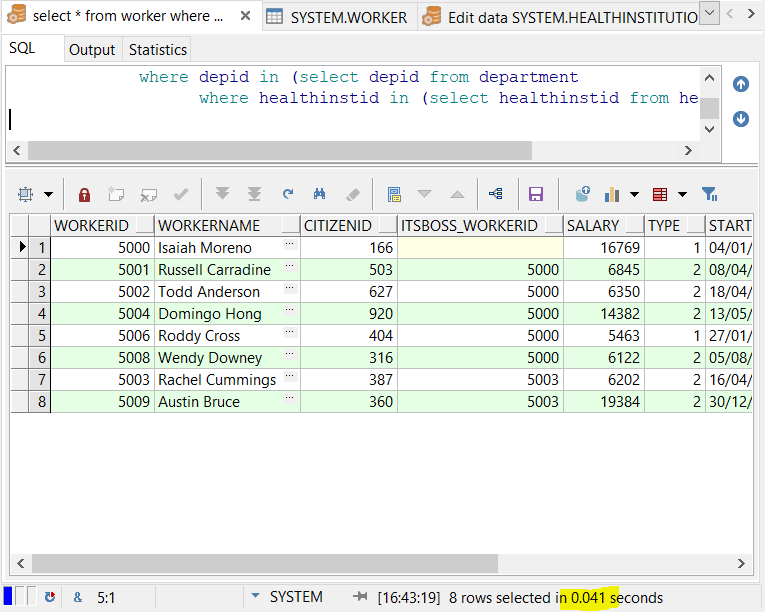 select * from worker where ... × SYSTEM.WORKER Edit data SYSTEM.HEALTHINSTITUTIO
SQL Output Statistics
where depid in (select depid from department
where healthinstid in (select healthinstid from he
WORKERID WORKERNAME CITIZENID ITSBOSS_WORKERID SALARY TYPE START
1 5000 Isaiah Moreno ... 166 16769 1 04/01/
2 5001 Russell Carradine ... 503 5000 6845 2 08/04/
3 5002 Todd Anderson ... 627 5000 6350 2 18/04/
4 5004 Domingo Hong ... 920 5000 14382 2 13/05/
5 5006 Roddy Cross ... 404 5000 5463 1 27/01/
6 5008 Wendy Downey ... 316 5000 6122 2 05/08/
7 5003 Rachel Cummings ... 387 5003 6202 2 16/04/
8 5009 Austin Bruce ... 360 5003 19384 2 30/12/
& 5:1 SYSTEM [16:43:19] 8 rows selected in 0.041 seconds